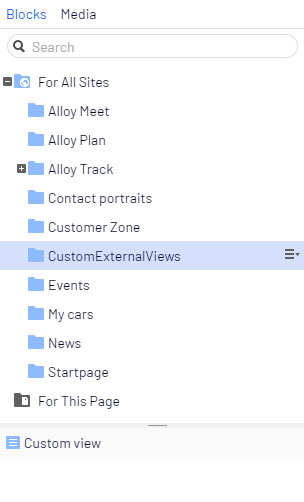 Blocks Media
Search
For All Sites
Alloy Meet
Alloy Plan
Alloy Track
Contact portraits
Customer Zone
CustomExternalViews
Events
My cars
News
Startpage
For This Page
Custom view